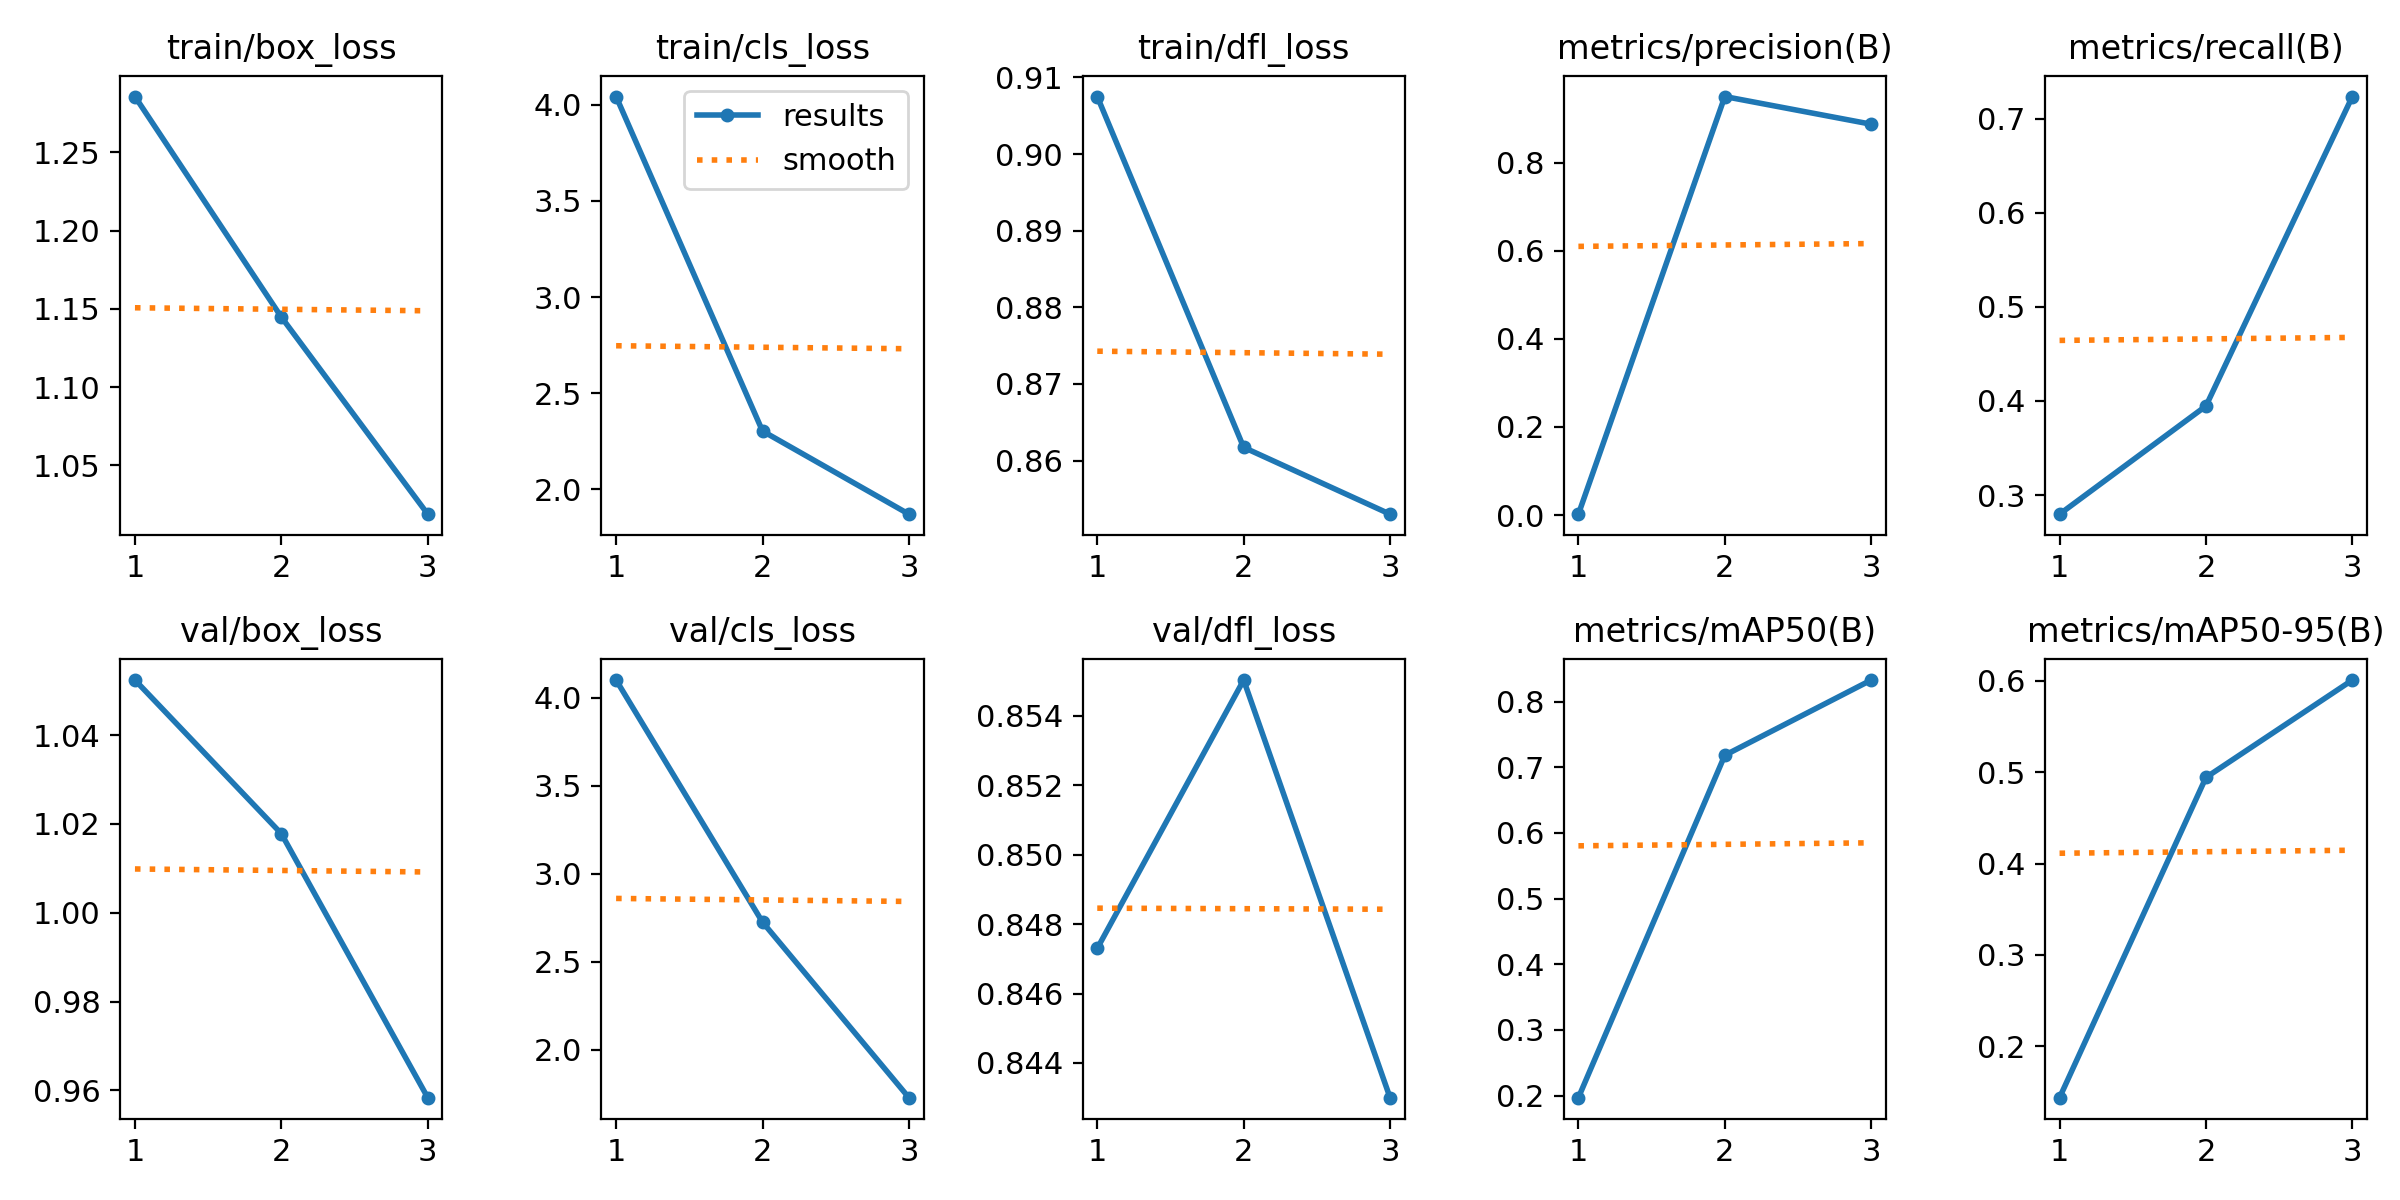 train/box_loss
1.25
1.20
1.15
1.10
1.05
1 2 3
train/cls_loss
4.0
3.5
3.0
2.5
2.0
results
smooth
1 2 3
train/dfl_loss
0.91
0.90
0.89
0.88
0.87
0.86
1 2 3
metrics/precision(B)
0.8
0.6
0.4
0.2
0.0
1 2 3
metrics/recall(B)
0.7
0.6
0.5
0.4
0.3
1 2 3
val/box_loss
1.04
1.02
1.00
0.98
0.96
1 2 3
val/cls_loss
4.0
3.5
3.0
2.5
2.0
1 2 3
val/dfl_loss
0.854
0.852
0.850
0.848
0.846
0.844
1 2 3
metrics/mAP50(B)
0.8
0.7
0.6
0.5
0.4
0.3
0.2
1 2 3
metrics/mAP50-95(B)
0.6
0.5
0.4
0.3
0.2
1 2 3